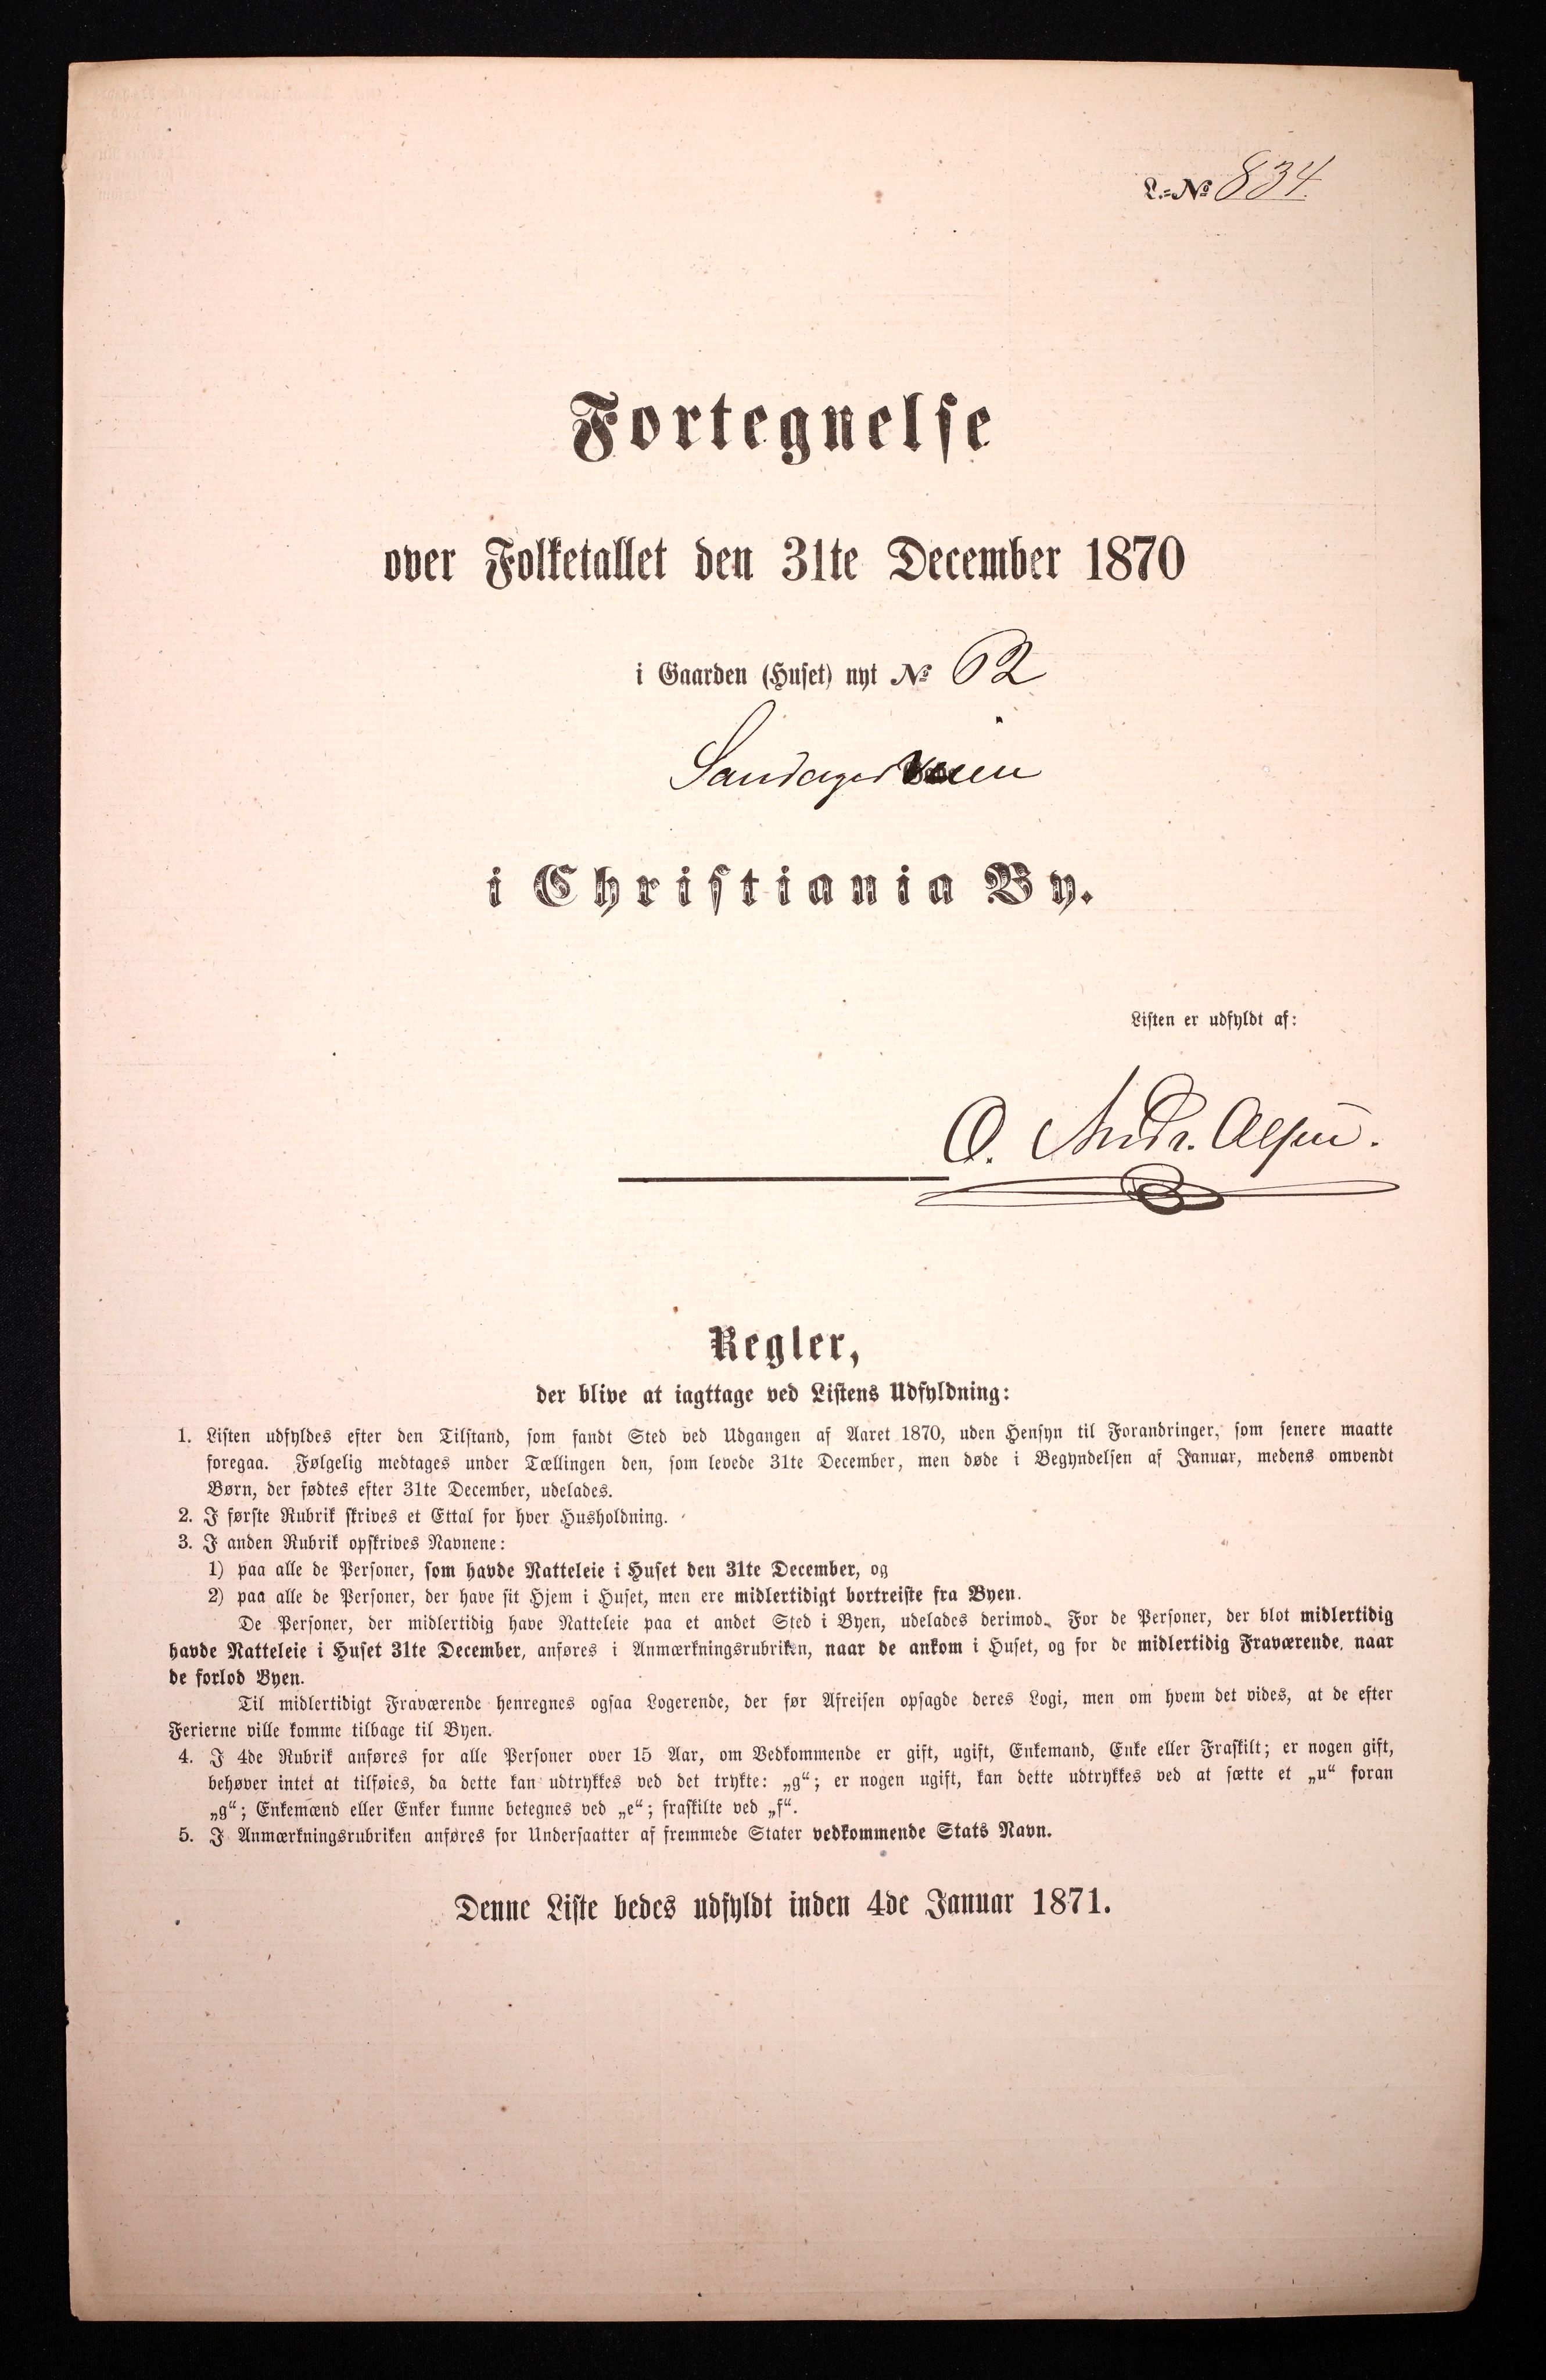 L.=№ 834.
Fortegnelse
over Folketallet den 31te December 1870
i Gaarden (Huset) nyt № 62
Sandagerveien
i Christiania By.
Listen er udfyldt af:
O. Andr. Olsen.
Regler,
der blive at iagttage ved Listens Udfyldning:
1. Listen udfyldes efter den Tilstand, som fandt Sted ved Udgangen af Aaret 1870, uden Hensyn til Forandringer, som senere maatte
foregaa. Følgelig medtages under Tællingen den, som levede 31te December, men døde i Begyndelsen af Januar, medens omvendt
Børn, der fødtes efter 31te December, udelades.
2. I første Rubrik skrives et Ettal for hver Husholdning.
3. I anden Rubrik opskrives Navnene:
1) paa alle de Personer, som havde Natteleie i Huset den 31te December, og
2) paa alle de Personer, der have sit Hjem i Huset, men ere midlertidigt bortreiste fra Byen.
De Personer, der midlertidig have Natteleie paa et andet Sted i Byen, udelades derimod. For de Personer, der blot midlertidig
havde Natteleie i Huset 31te December, anføres i Anmærkningsrubriken, naar de ankom i Huset, og for de midlertidig Fraværende, naar
de forlod Byen.
Til midlertidigt Fraværende henregnes ogsaa Logerende, der før Afreisen opsagde deres Logi, men om hvem det vides, at de efter
Ferierne ville komme tilbage til Byen.
4. I 4de Rubrik anføres for alle Personer over 15 Aar, om Vedkommende er gift, ugift, Enkemand, Enke eller Fraskilt; er nogen gift,
behøver intet at tilføies, da dette kan udtrykkes ved det trykte: „g“; er nogen ugift, kan dette udtrykkes ved at sætte et „u“ foran
„g“; Enkemænd eller Enker kunne betegnes ved „e“; fraskilte ved „f“.
5. I Anmærkningsrubriken anføres for Undersaatter af fremmede Stater vedkommende Stats Navn.
Denne Liste bedes udfyldt inden 4de Januar 1871.